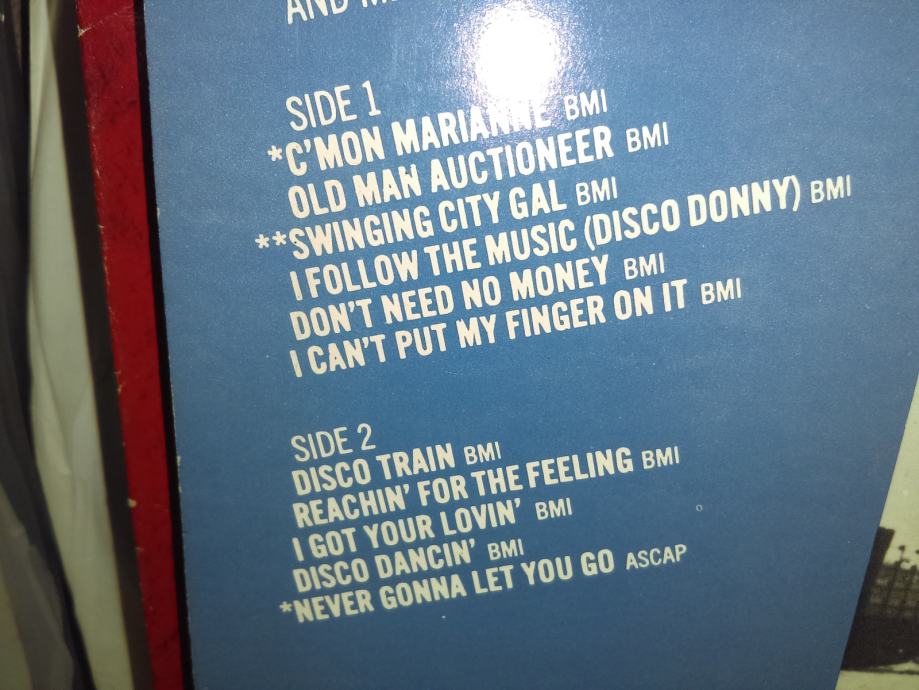 AND
SIDE 1
*C'MON MARIANNE BMI
OLD MAN AUCTIONEER BMI
**SWINGING CITY GAL BMI
I FOLLOW THE MUSIC (DISCO DONNY) BMI
DON'T NEED NO MONEY BMI
I CAN'T PUT MY FINGER ON IT BMI
SIDE 2
DISCO TRAIN BMI
REACHIN' FOR THE FEELING BMI
I GOT YOUR LOVIN' BMI
DISCO DANCIN' BMI
*NEVER GONNA LET YOU GO ASCAP